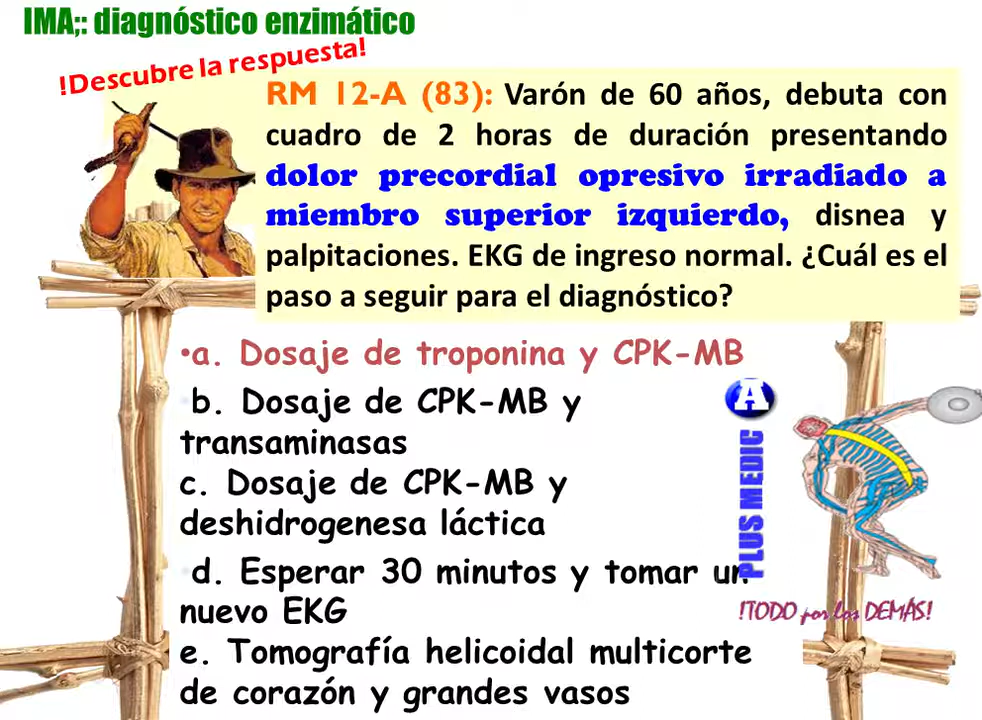 IMA;: diagnóstico enzimático
!Descubre la respuesta!
RM 12-A (83): Varón de 60 años, debuta con
cuadro de 2 horas de duración presentando
dolor precordial opresivo irradiado a
miembro superior izquierdo, disnea y
palpitaciones. EKG de ingreso normal. ¿Cuál es el
paso a seguir para el diagnóstico?
•a. Dosaje de troponina y CPK-MB
b. Dosaje de CPK-MB y
transaminasas
c. Dosaje de CPK-MB y
deshidrogenesa láctica
d. Esperar 30 minutos y tomar un
nuevo EKG
e. Tomografía helicoidal multicorte
de corazón y grandes vasos
A
PLUS MEDIC
!TODO por los DEMÁS!